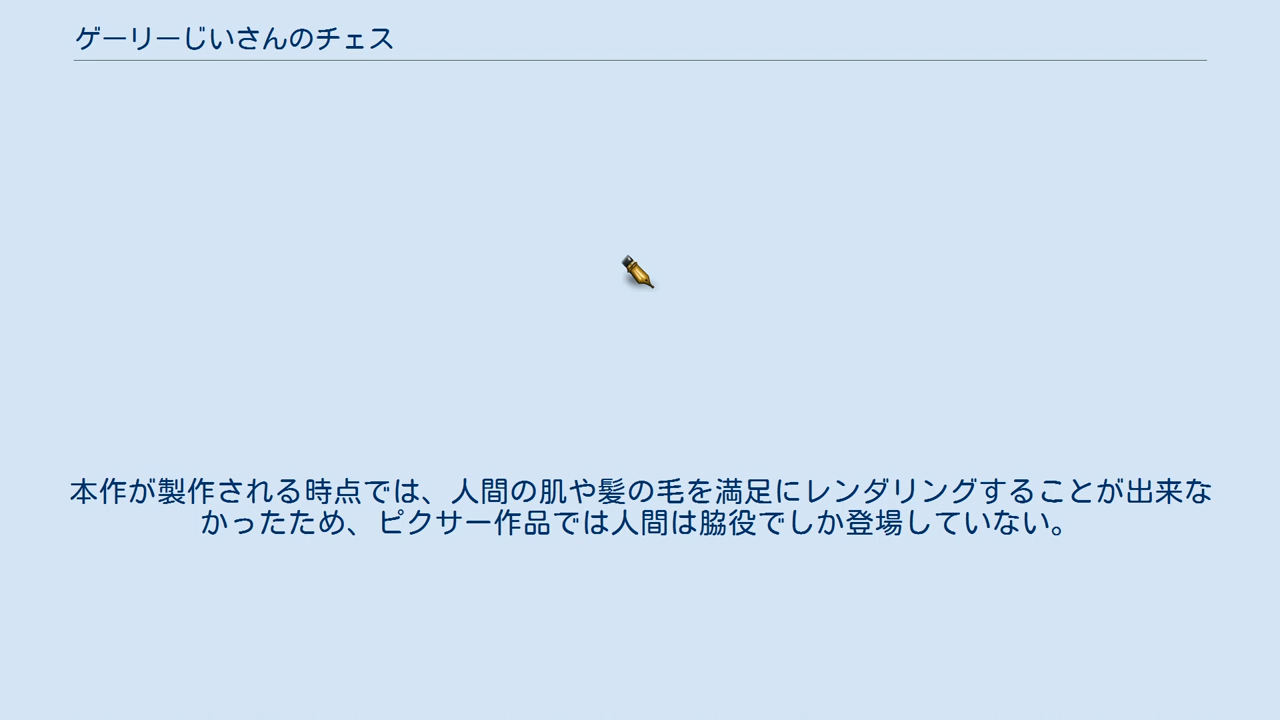 ゲーリーじいさんのチェス
本作が製作される時点では、人間の肌や髪の毛を満足にレンダリングすることが出来な
かったため、ピクサー作品では人間は脇役でしか登場していない。